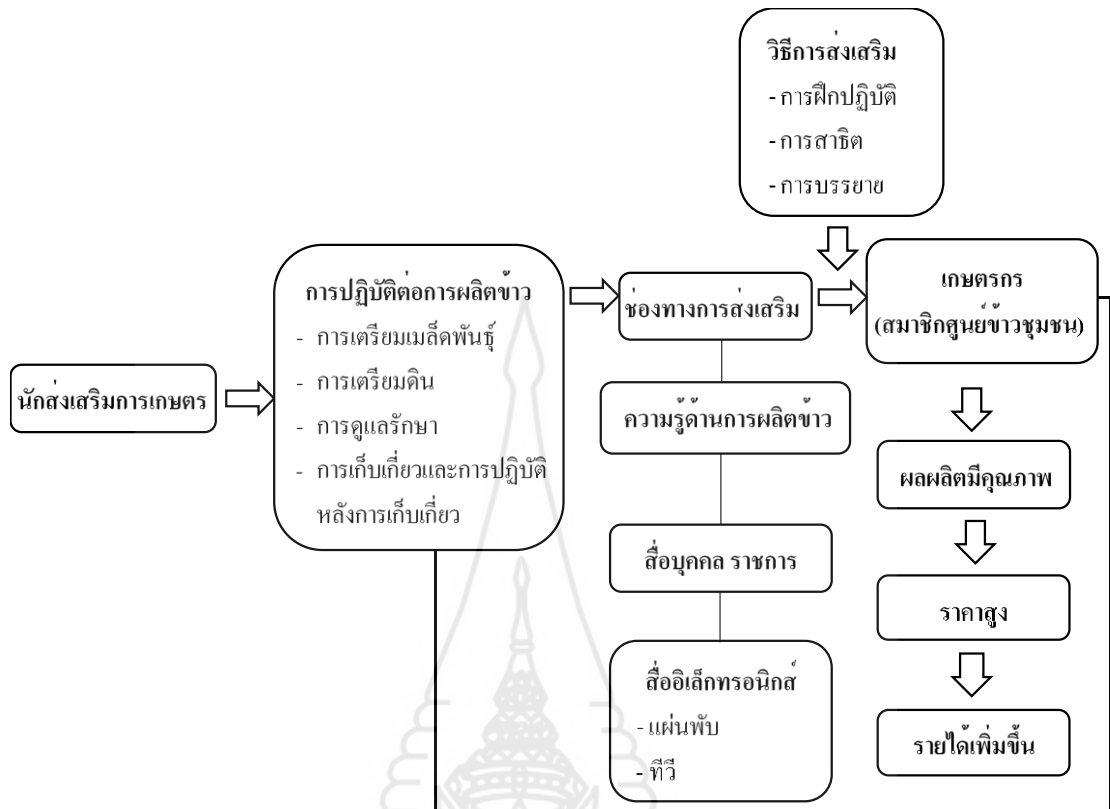 วิธีการส่งเสริม
- การฝึกปฏิบัติ
- การสาธิต
- การบรรยาย
นักส่งเสริมการเกษตร
การปฏิบัติต่อการผลิตข้าว
- การเตรียมเมล็ดพันธุ์
- การเตรียมดิน
- การดูแลรักษา
- การเก็บเกี่ยวและการปฏิบัติ
หลังการเก็บเกี่ยว
ช่องทางการส่งเสริม
ความรู้ด้านการผลิตข้าว
สื่อบุคคล ราชการ
สื่ออิเล็กทรอนิกส์
- แผ่นพับ
- ทีวี
เกษตรกร
(สมาชิกศูนย์ข้าวชุมชน)
ผลผลิตมีคุณภาพ
ราคาสูง
รายได้เพิ่มขึ้น